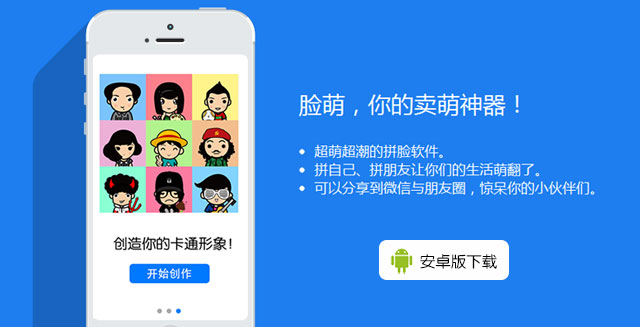 脸萌，你的卖萌神器！
超萌超潮的拼脸软件。
拼自己、拼朋友让你们的生活萌翻了。
可以分享到微信与朋友圈，惊呆你的小伙伴们。
创造你的卡通形象！
开始创作
安卓版下载